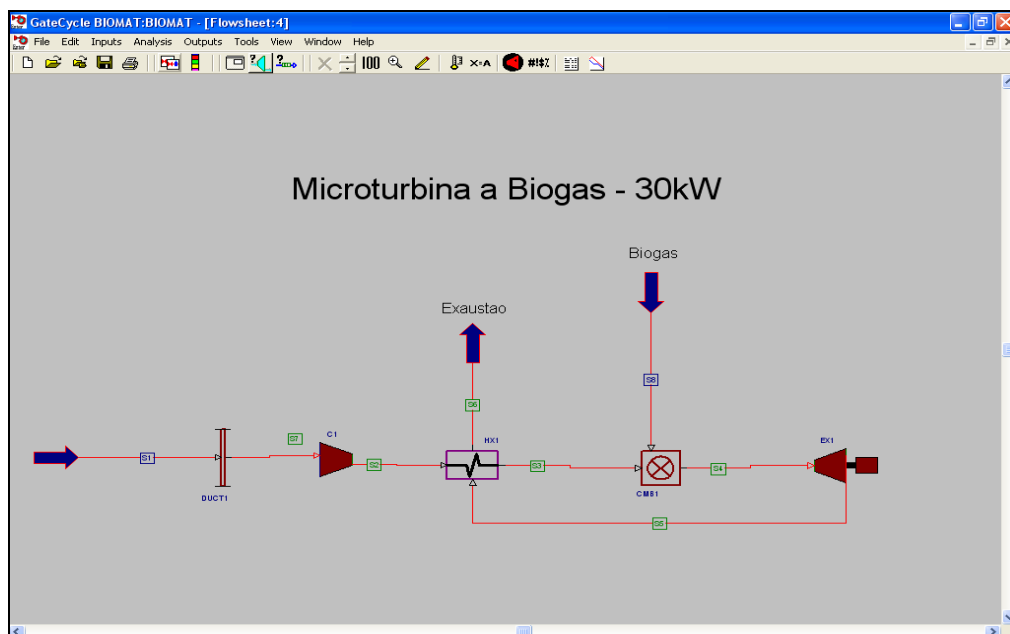 GateCycle BIOMAT:BIOMAT - [Flowsheet:4]
File Edit Inputs Analysis Outputs Tools View Window Help
100 X=A #!$%
Microturbina a Biogas - 30kW
Biogas
Exaustao
S8
S6
S7 C1 HX1 EX1
S1 S2 S3 S4
DUCT1 CMB1
S5